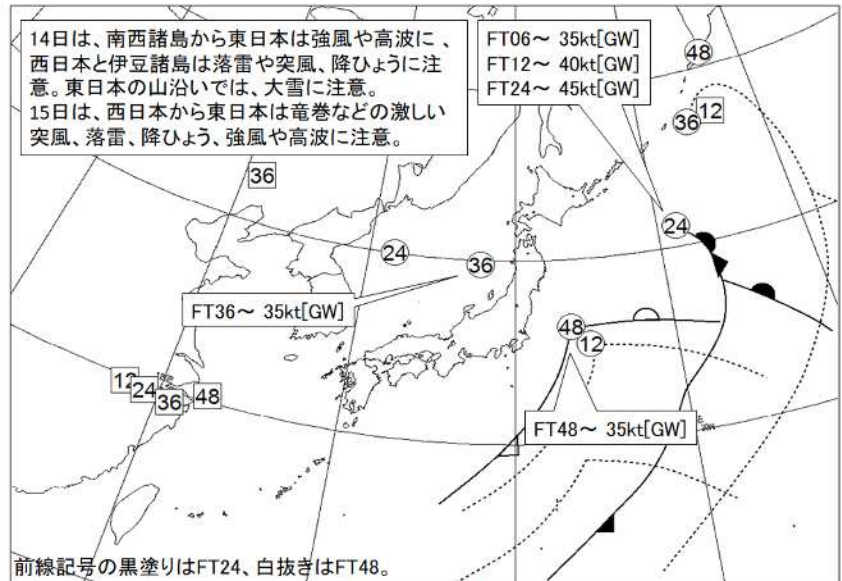 14日は、南西諸島から東日本は強風や高波に、
西日本と伊豆諸島は落雷や突風、降ひょうに注
意。東日本の山沿いでは、大雪に注意。
15日は、西日本から東日本は竜巻などの激しい
突風、落雷、降ひょう、強風や高波に注意。
FT06～ 35kt[GW]
FT12～ 40kt[GW]
FT24～ 45kt[GW]
48
36
12
36
24
24
36
FT36～ 35kt[GW]
48
12
12
24
36
48
FT48～ 35kt[GW]
前線記号の黒塗りはFT24、白抜きはFT48。